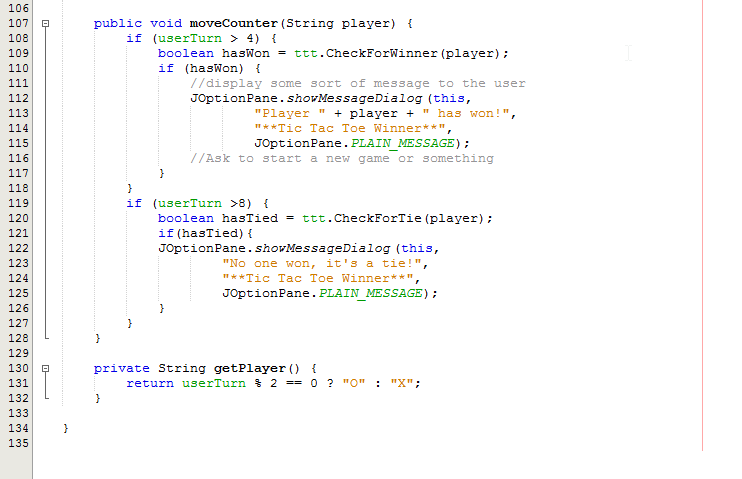 106
107 public void moveCounter(String player) {
108 if (userTurn > 4) {
109 boolean hasWon = ttt.CheckForWinner(player);
110 if (hasWon) {
111 //display some sort of message to the user
112 JOptionPane.showMessageDialog(this,
113 "Player " + player + " has won!",
114 "**Tic Tac Toe Winner**",
115 JOptionPane.PLAIN_MESSAGE);
116 //Ask to start a new game or something
117 }
118 }
119 if (userTurn >8) {
120 boolean hasTied = ttt.CheckForTie(player);
121 if(hasTied){
122 JOptionPane.showMessageDialog(this,
123 "No one won, it's a tie!",
124 "**Tic Tac Toe Winner**",
125 JOptionPane.PLAIN_MESSAGE);
126 }
127 }
128 }
129
130 private String getPlayer() {
131 return userTurn % 2 == 0 ? "O" : "X";
132 }
133
134 }
135